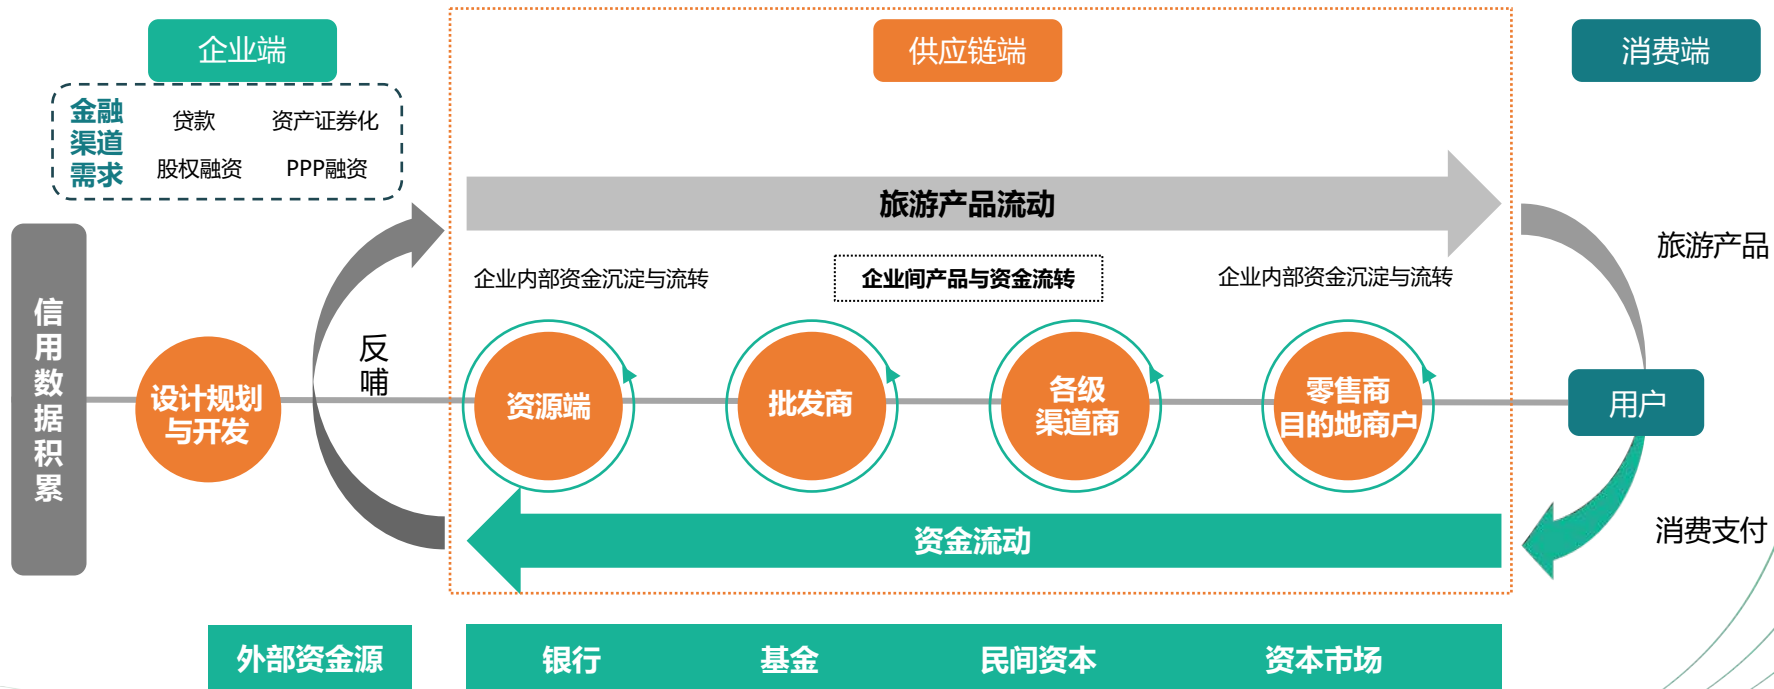 企业端
供应链端
消费端
金融
渠道
需求
贷款
资产证券化
股权融资
PPP融资
旅游产品流动
旅游产品
企业内部资金沉淀与流转
企业间产品与资金流转
企业内部资金沉淀与流转
信
用
数
据
积
累
设计规划
与开发
反
哺
资源端
批发商
各级
渠道商
零售商
目的地商户
用户
资金流动
消费支付
外部资金源
银行
基金
民间资本
资本市场